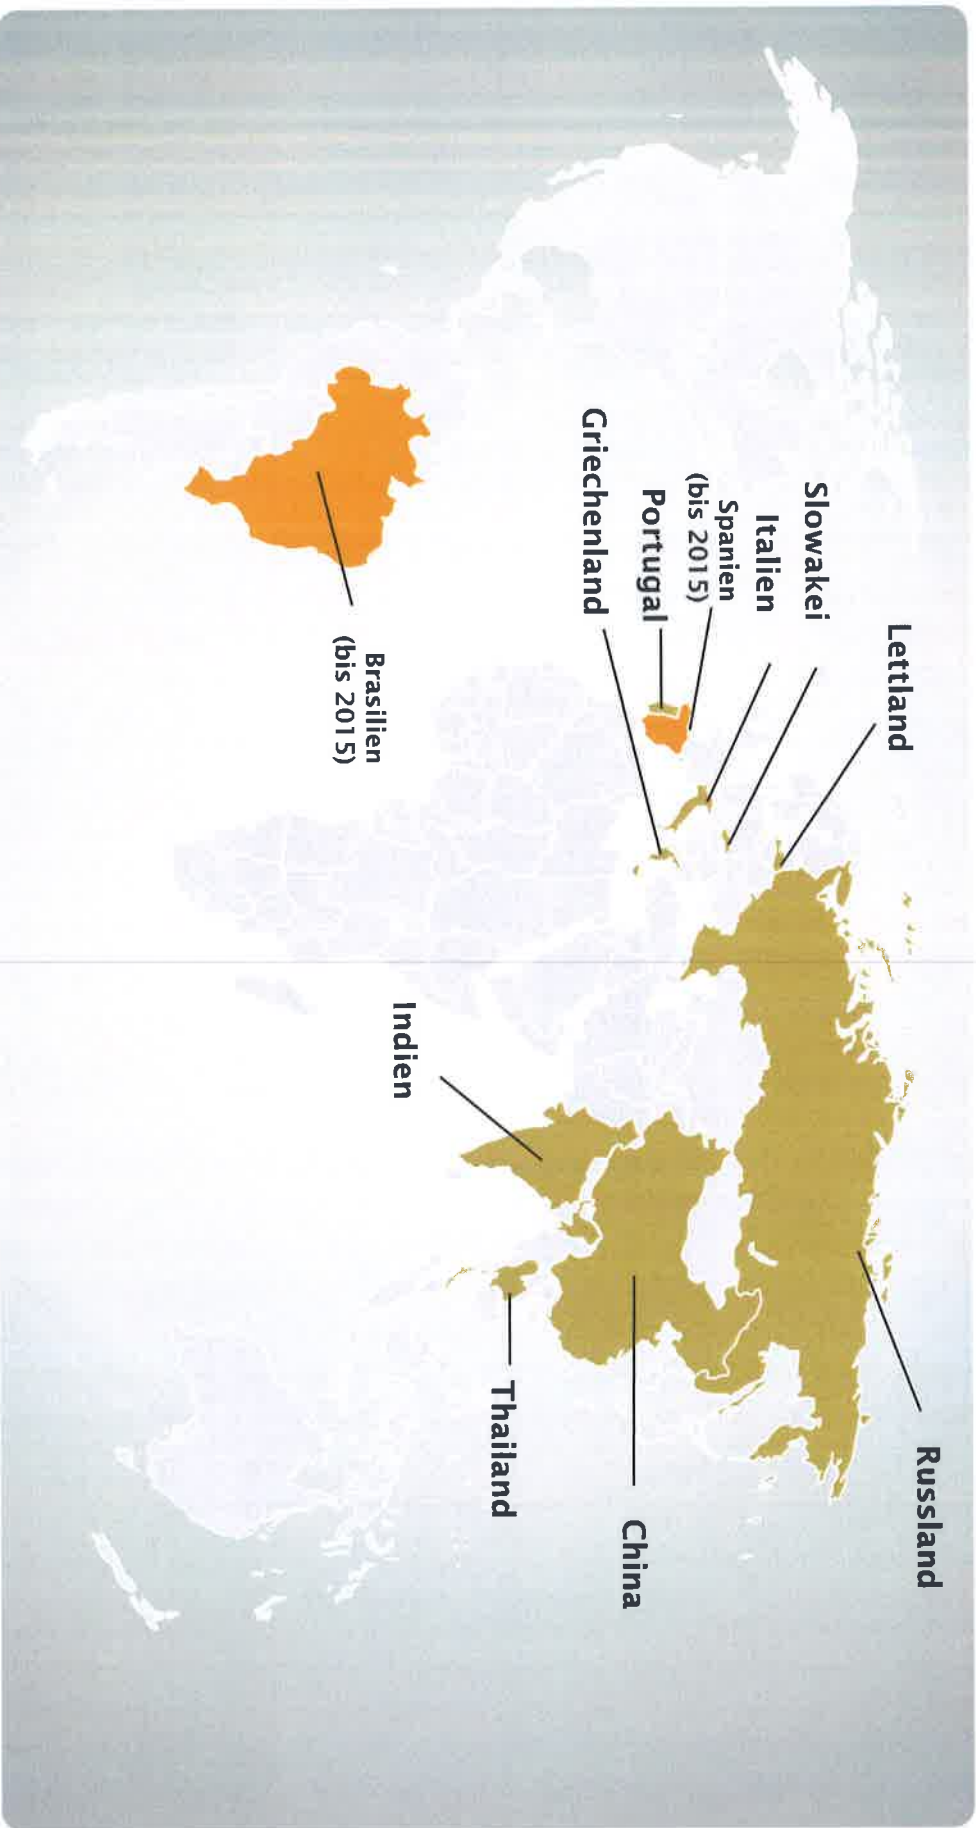 Lettland
Slowakei
Italien
Spanien
(bis 2015)
Portugal
Griechenland
Russland
China
Thailand
Indien
Brasilien
(bis 2015)